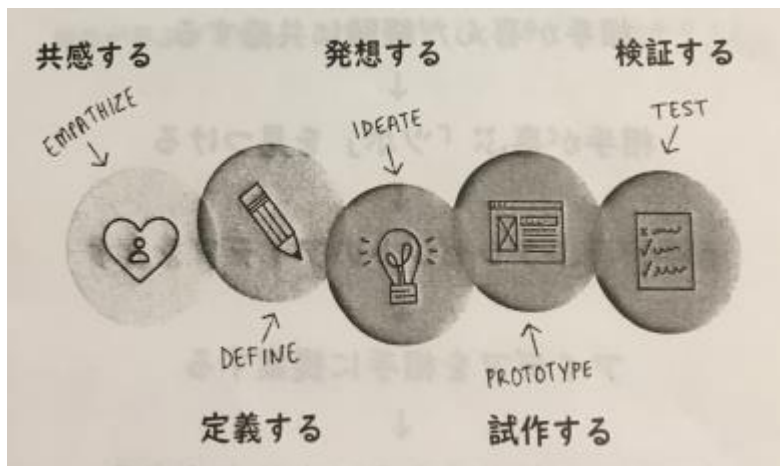 共感する
発想する
検証する
EMPATHIZE
IDEATE
TEST
DEFINE
PROTOTYPE
定義する
試作する